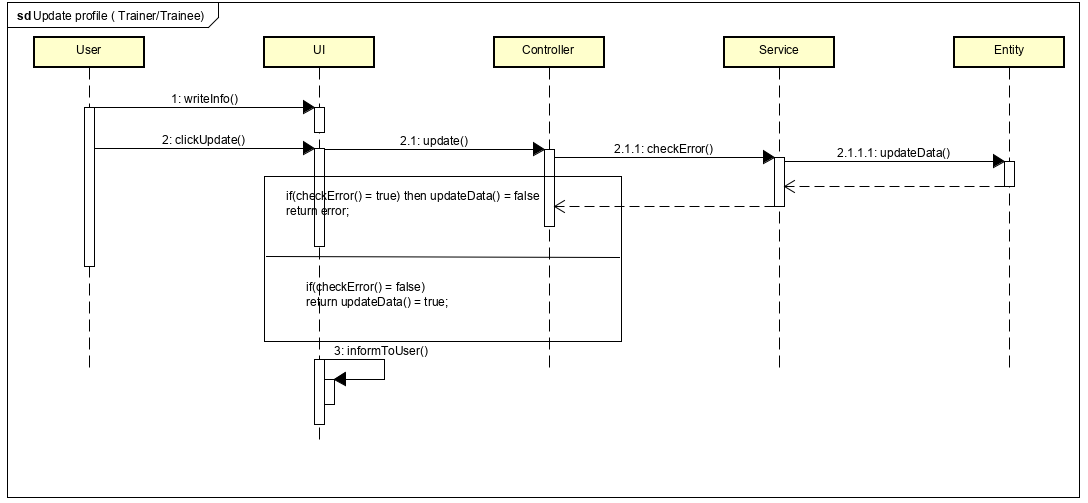 sd Update profile ( Trainer/Trainee)
User
UI
Controller
Service
Entity
1: writeInfo()
2: clickUpdate()
2.1: update()
2.1.1: checkError()
2.1.1.1: updateData()
if(checkError() = true) then updateData() = false
return error;
if(checkError() = false)
return updateData() = true;
3: informToUser()